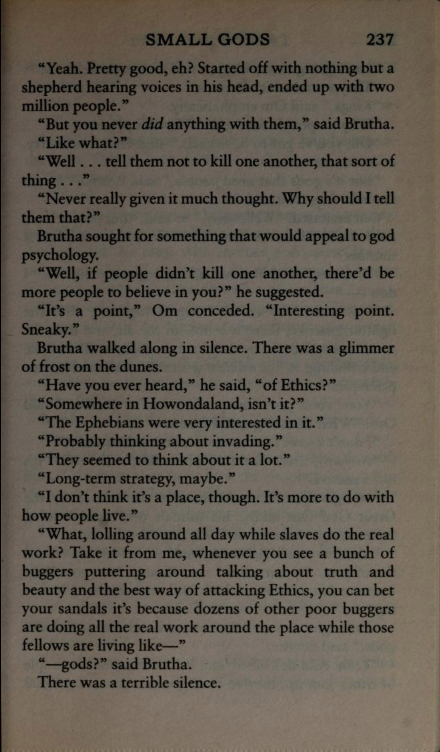 SMALL GODS 237
“Yeah. Pretty good, eh? Started off with nothing but a
shepherd hearing voices in his head, ended up with two
million people.”
“But you never did anything with them,” said Brutha.
“Like what?”
“Well . . . tell them not to kill one another, that sort of
thing . . .”
“Never really given it much thought. Why should I tell
them that?”
Brutha sought for something that would appeal to god
psychology.
“Well, if people didn’t kill one another, there’d be
more people to believe in you?” he suggested.
“It’s a point,” Om conceded. “Interesting point.
Sneaky.”
Brutha walked along in silence. There was a glimmer
of frost on the dunes.
“Have you ever heard,” he said, “of Ethics?”
“Somewhere in Howondaland, isn’t it?”
“The Ephebians were very interested in it.”
“Probably thinking about invading.”
“They seemed to think about it a lot.”
“Long-term strategy, maybe.”
“I don’t think it’s a place, though. It’s more to do with
how people live.”
“What, lolling around all day while slaves do the real
work? Take it from me, whenever you see a bunch of
buggers puttering around talking about truth and
beauty and the best way of attacking Ethics, you can bet
your sandals it’s because dozens of other poor buggers
are doing all the real work around the place while those
fellows are living like—”
“—gods?” said Brutha.
There was a terrible silence.